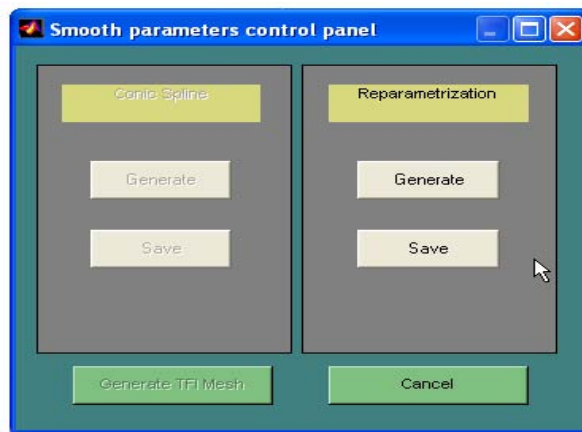 Smooth parameters control panel
Conic Spline
Generate
Save
Reparametrization
Generate
Save
Generate TFI Mesh
Cancel